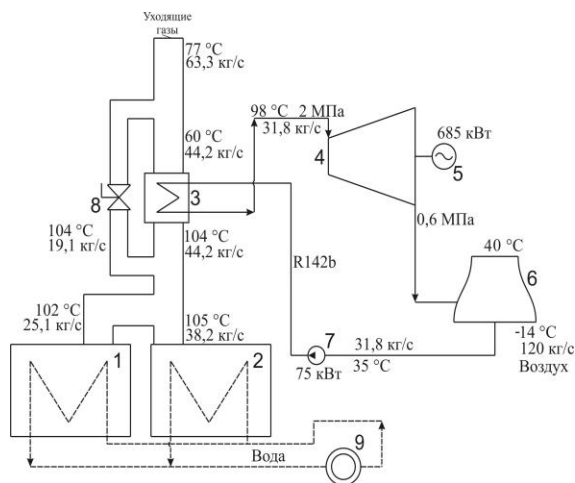 Уходящие
газы
77 °C
63,3 кг/с
98 °C 2 МПа
31,8 кг/с
685 кВт
60 °C
44,2 кг/с
4
5
3
8
0,6 МПа
104 °C
19,1 кг/с
104 °C
44,2 кг/с
R142b
40 °C
6
102 °C
25,1 кг/с
105 °C
38,2 кг/с
-14 °C
120 кг/с
Воздух
7
31,8 кг/с
75 кВт
35 °C
1
2
Вода
9